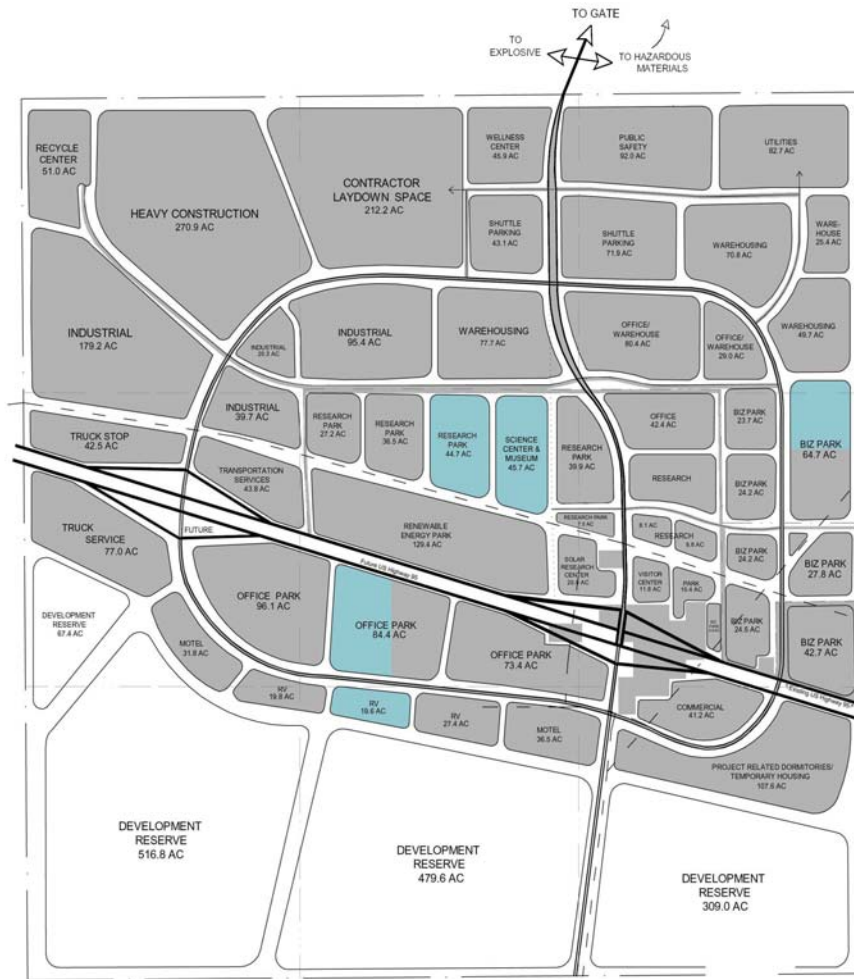 TO GATE
TO
EXPLOSIVE
TO HAZARDOUS
MATERIALS
RECYCLE
CENTER
51.0 AC
HEAVY CONSTRUCTION
270.9 AC
CONTRACTOR
LAYDOWN SPACE
212.2 AC
WELLNESS
CENTER
45.9 AC
PUBLIC
SAFETY
92.0 AC
UTILITIES
82.7 AC
SHUTTLE
PARKING
43.1 AC
SHUTTLE
PARKING
71.9 AC
WAREHOUSING
70.8 AC
WARE-
HOUSE
25.4 AC
INDUSTRIAL
179.2 AC
INDUSTRIAL
20.3 AC
INDUSTRIAL
95.4 AC
WAREHOUSING
77.7 AC
OFFICE/
WAREHOUSE
80.4 AC
OFFICE/
WAREHOUSE
29.0 AC
WAREHOUSING
49.7 AC
INDUSTRIAL
39.7 AC
RESEARCH
PARK
27.2 AC
RESEARCH
PARK
36.5 AC
RESEARCH
PARK
44.7 AC
SCIENCE
CENTER &
MUSEUM
45.7 AC
RESEARCH
PARK
39.9 AC
OFFICE
42.4 AC
BIZ PARK
23.7 AC
BIZ PARK
64.7 AC
TRUCK STOP
42.5 AC
TRANSPORTATION
SERVICES
43.8 AC
RESEARCH
BIZ PARK
24.2 AC
TRUCK
SERVICE
77.0 AC
FUTURE
RENEWABLE
ENERGY PARK
129.4 AC
RESEARCH PARK
RESEARCH
BIZ PARK
24.2 AC
BIZ PARK
27.8 AC
Future US Highway 95
SOLAR
RESEARCH
CENTER
VISITOR
CENTER
11.8 AC
PARK
15.4 AC
DEVELOPMENT
RESERVE
67.4 AC
OFFICE PARK
96.1 AC
OFFICE PARK
84.4 AC
OFFICE PARK
73.4 AC
BIZ PARK
24.5 AC
BIZ PARK
42.7 AC
MOTEL
31.8 AC
RV
19.8 AC
RV
19.6 AC
RV
27.4 AC
MOTEL
36.5 AC
COMMERCIAL
41.2 AC
Existing US Highway 95
PROJECT RELATED DORMITORIES/
TEMPORARY HOUSING
107.6 AC
DEVELOPMENT
RESERVE
516.8 AC
DEVELOPMENT
RESERVE
479.6 AC
DEVELOPMENT
RESERVE
309.0 AC